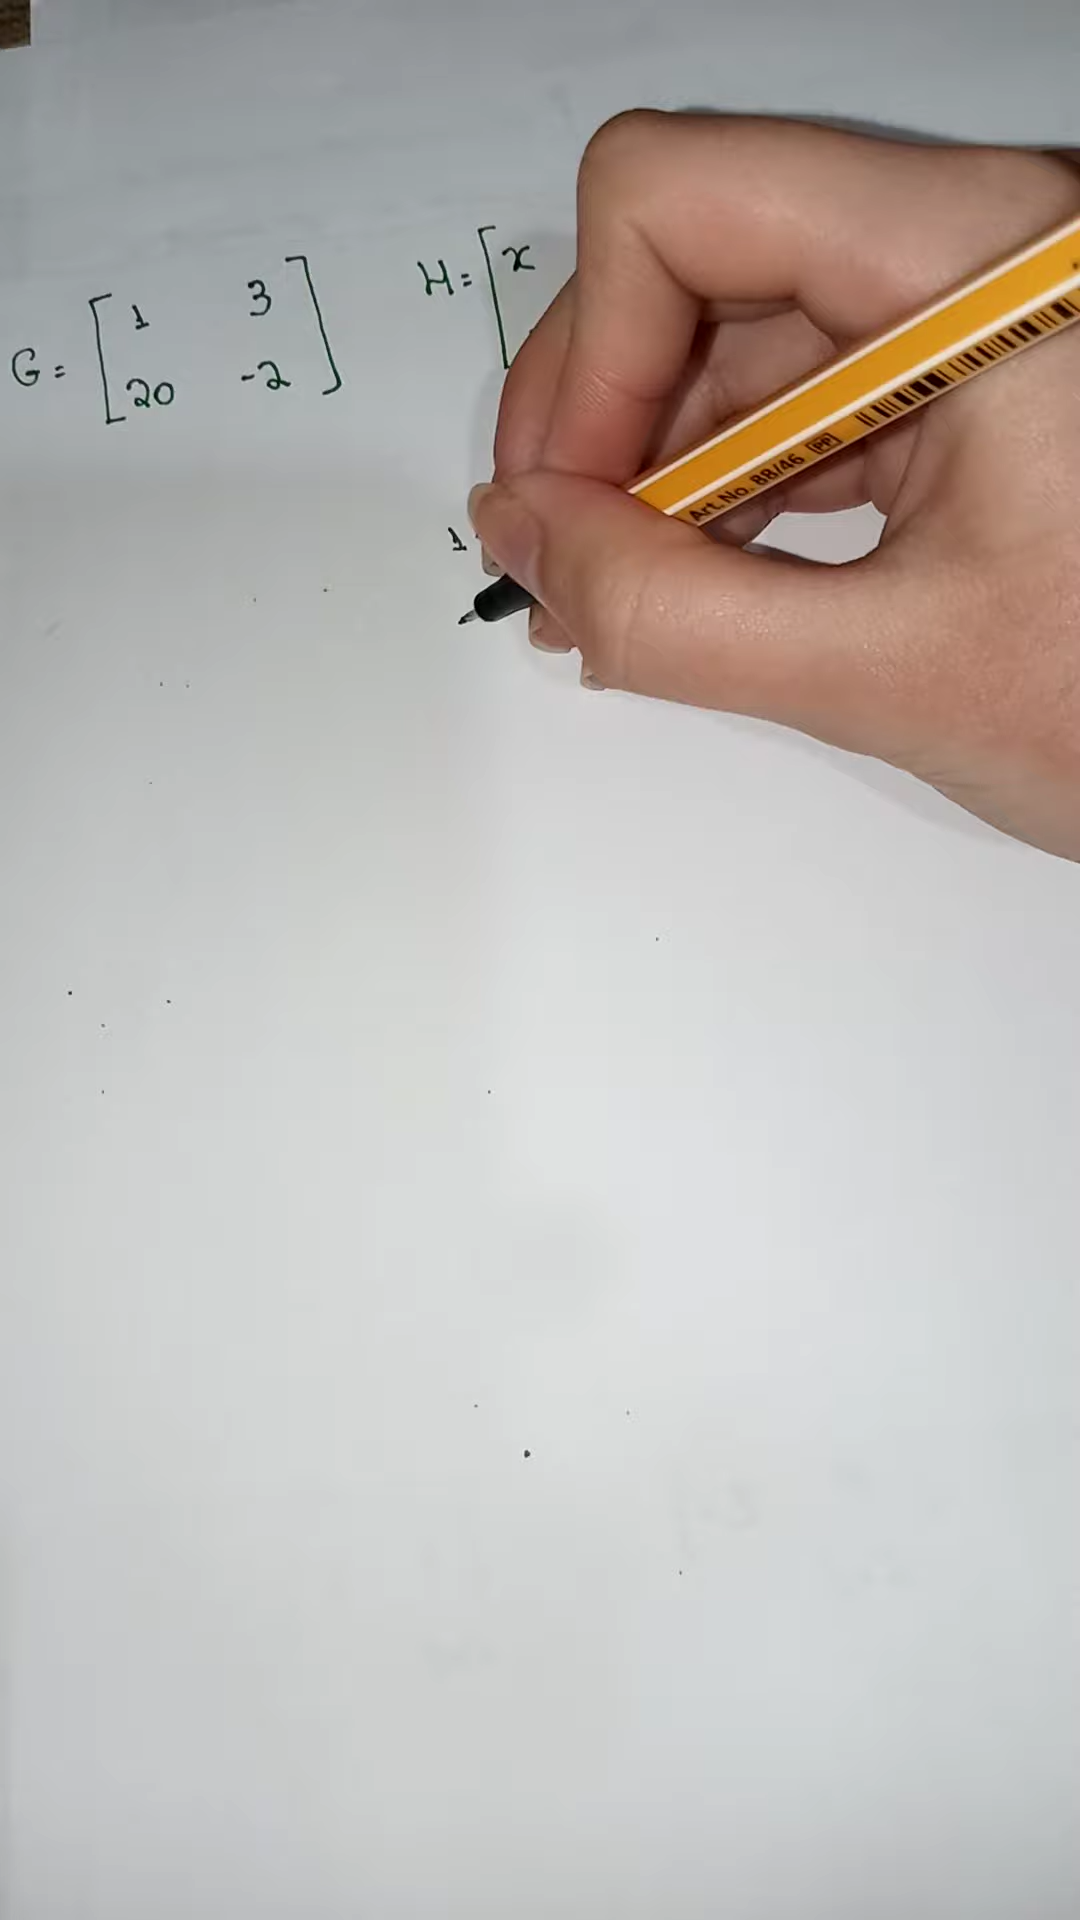 G = [ 1 3
20 -2 ]
H = [ x
1
Art. No. 88/46 PP